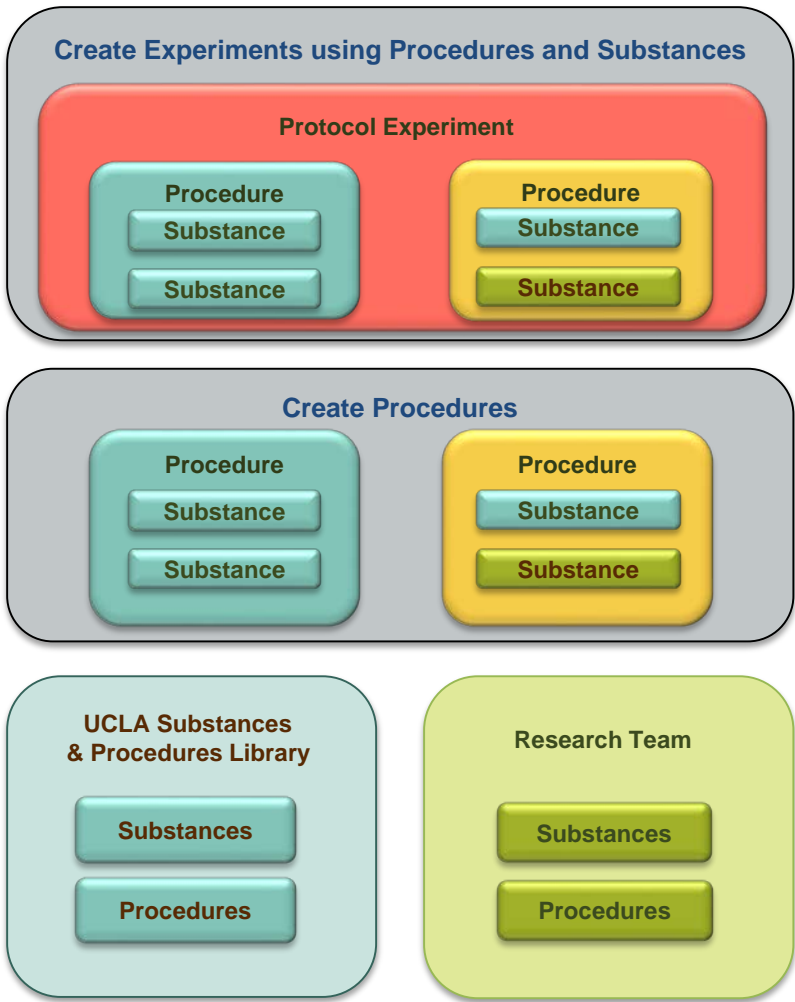 Create Experiments using Procedures and Substances
Protocol Experiment
Procedure
Substance
Substance
Procedure
Substance
Substance
Create Procedures
Procedure
Substance
Substance
Procedure
Substance
Substance
UCLA Substances
& Procedures Library
Substances
Procedures
Research Team
Substances
Procedures